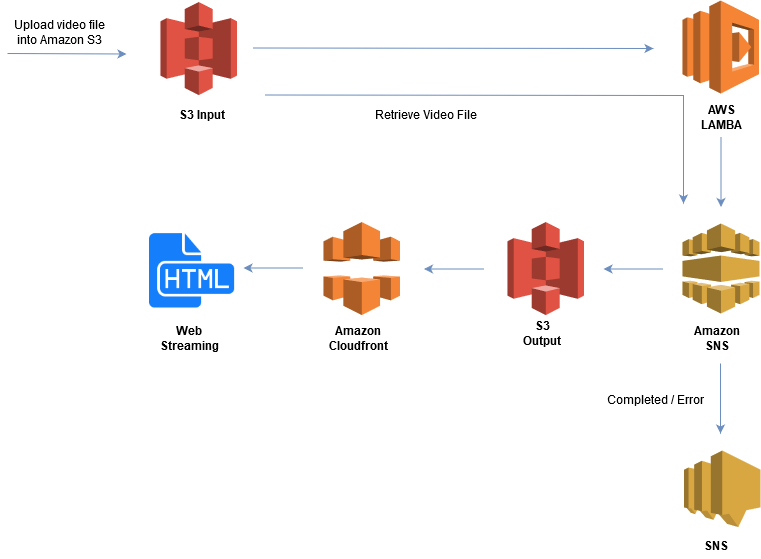 Upload video file
into Amazon S3
S3 Input
Retrieve Video File
AWS
LAMBA
HTML
Web
Streaming
Amazon
Cloudfront
S3
Output
Amazon
SNS
Completed / Error
SNS